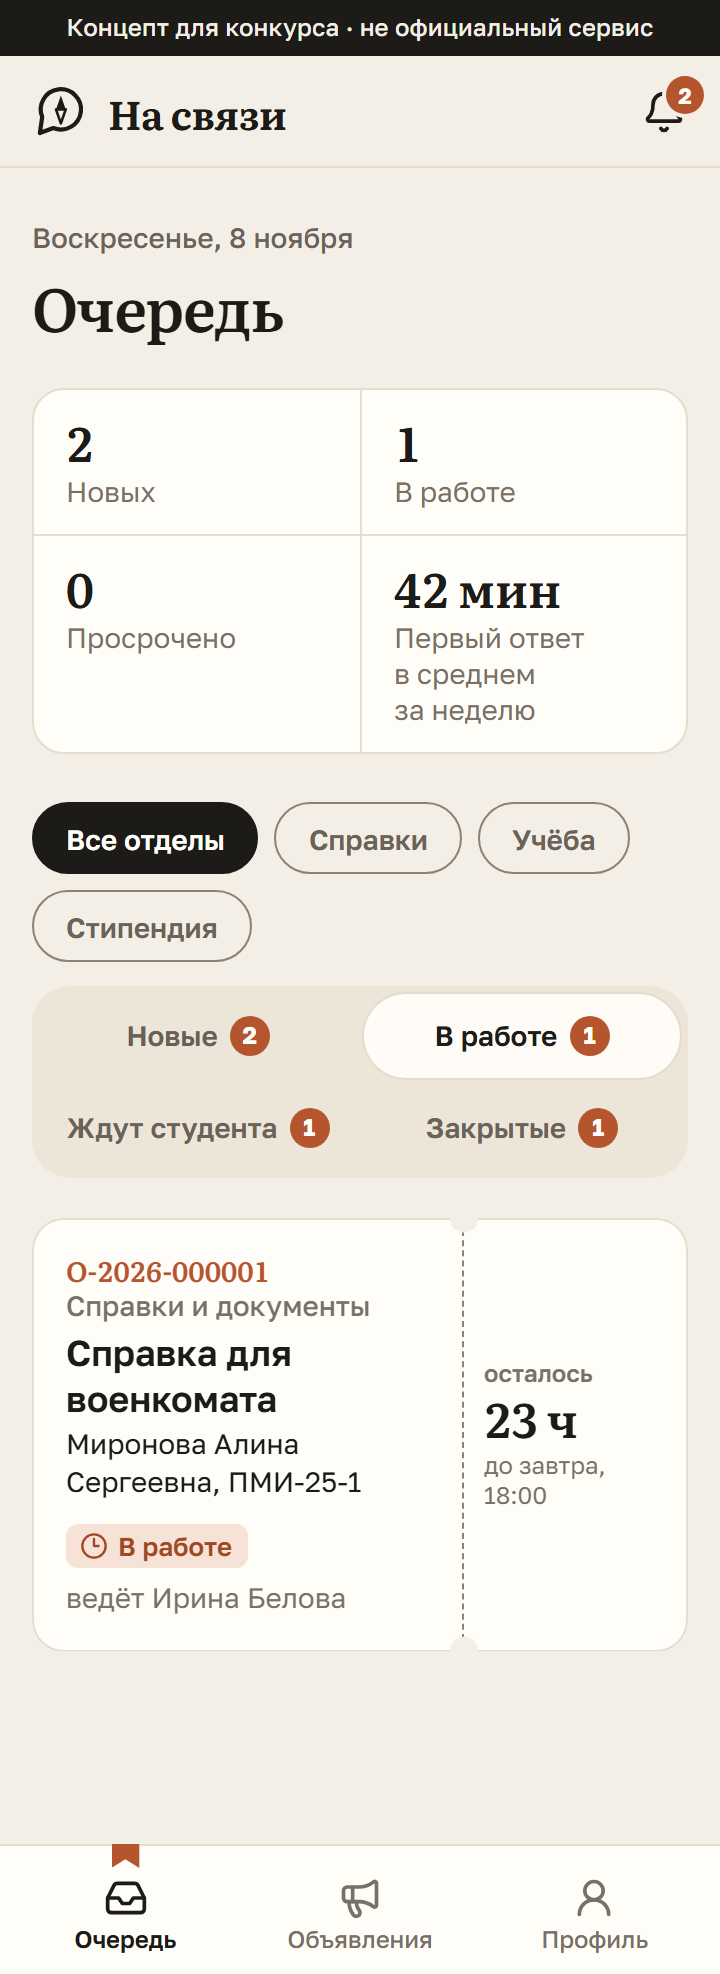 Концепт для конкурса · не официальный сервис
На связи
2
Воскресенье, 8 ноября
Очередь
2
Новых
1
В работе
0
Просрочено
42 мин
Первый ответ
в среднем
за неделю
Все отделы
Справки
Учёба
Стипендия
Новые 2
В работе 1
Ждут студента 1
Закрытые 1
О-2026-000001
Справки и документы
Справка для
военкомата
Миронова Алина
Сергеевна, ПМИ-25-1
В работе
ведёт Ирина Белова
осталось
23 ч
до завтра,
18:00
Очередь
Объявления
Профиль